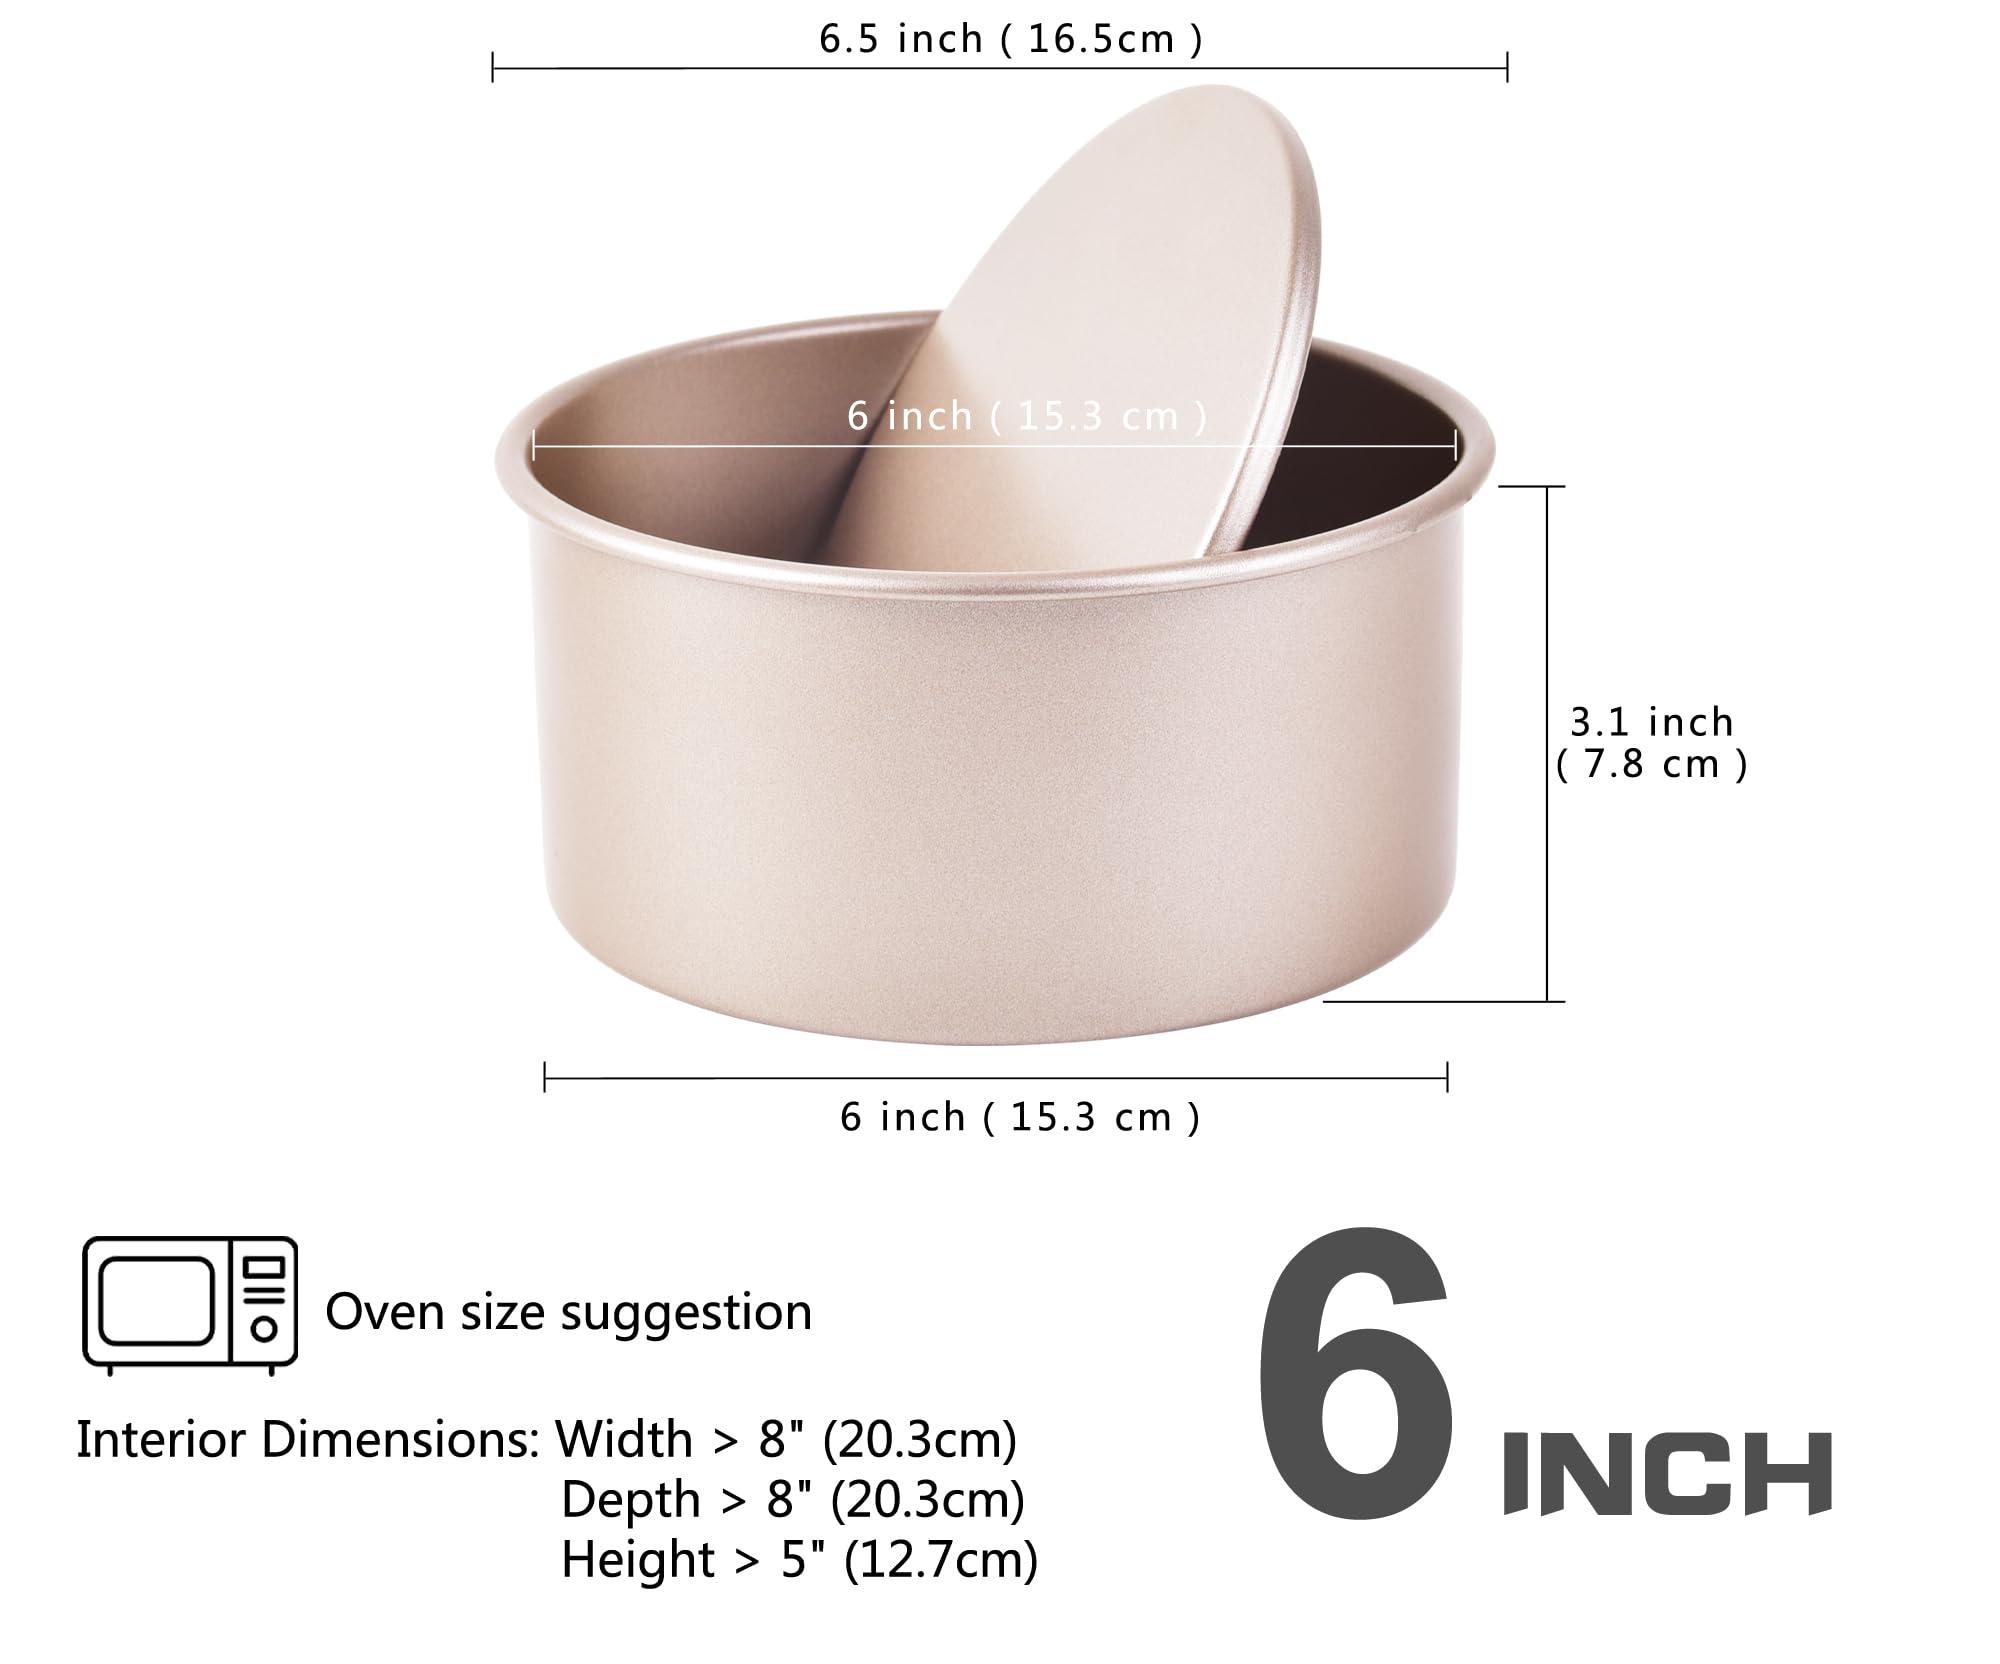 6.5 inch ( 16.5cm )
6 inch ( 15.3 cm )
3.1 inch
( 7.8 cm )
6 inch ( 15.3 cm )
Oven size suggestion
Interior Dimensions: Width > 8" (20.3cm)
Depth > 8" (20.3cm)
Height > 5" (12.7cm)
6 INCH